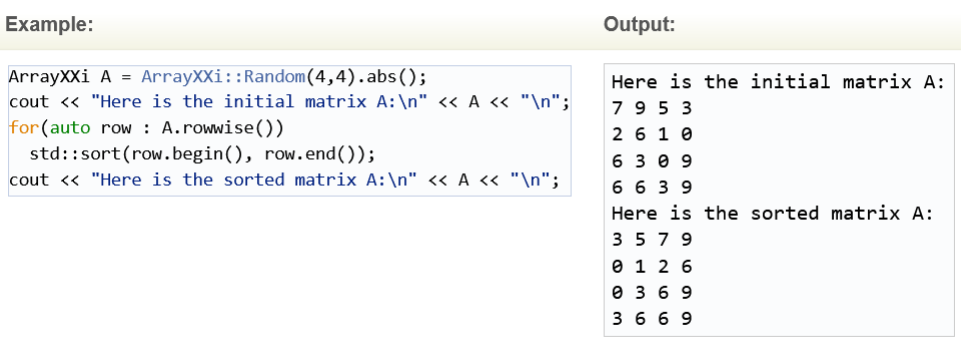 Example:
ArrayXXi A = ArrayXXi::Random(4,4).abs();
cout << "Here is the initial matrix A:\n" << A << "\n";
for(auto row : A.rowwise())
  std::sort(row.begin(), row.end());
cout << "Here is the sorted matrix A:\n" << A << "\n";
Output:
Here is the initial matrix A:
7 9 5 3
2 6 1 0
6 3 0 9
6 6 3 9
Here is the sorted matrix A:
3 5 7 9
0 1 2 6
0 3 6 9
3 6 6 9